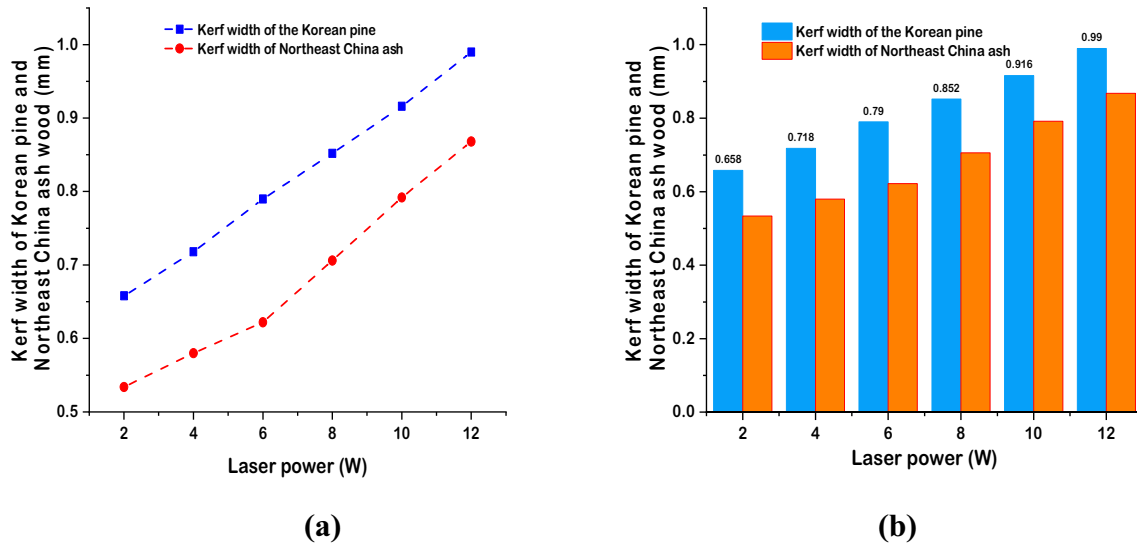 Kerf width of the Korean pine
Kerf width of Northeast China ash
1.0
0.9
0.8
0.7
0.6
0.5
Kerf width of Korean pine and
Northeast China ash wood (mm)
2 4 6 8 10 12
Laser power (W)
(a)
Kerf width of the Korean pine
Kerf width of Northeast China ash
0.658
0.718
0.79
0.852
0.916
0.99
1.0
0.8
0.6
0.4
0.2
0.0
Kerf width of Korean pine and
Northeast China ash wood (mm)
2 4 6 8 10 12
Laser power (W)
(b)